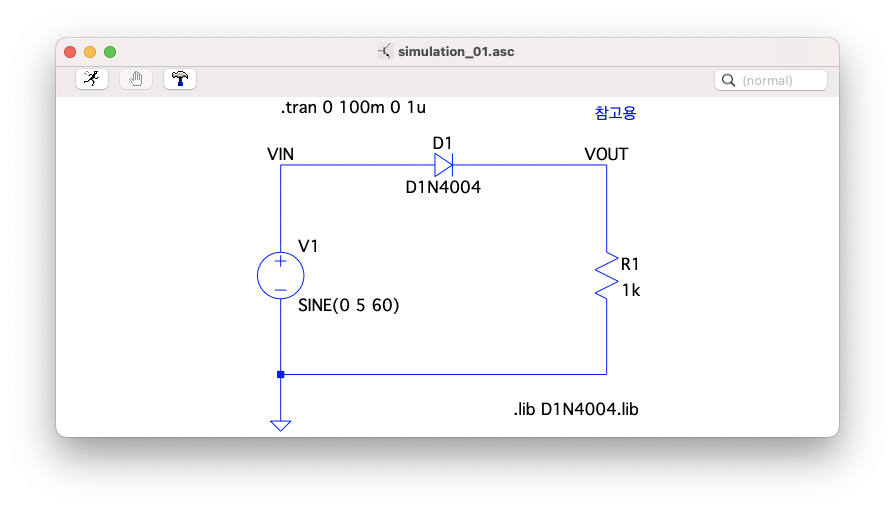 simulation_01.asc
(normal)
.tran 0 100m 0 1u
참고용
D1
VIN
VOUT
D1N4004
V1
+
−
R1
1k
SINE(0 5 60)
.lib D1N4004.lib